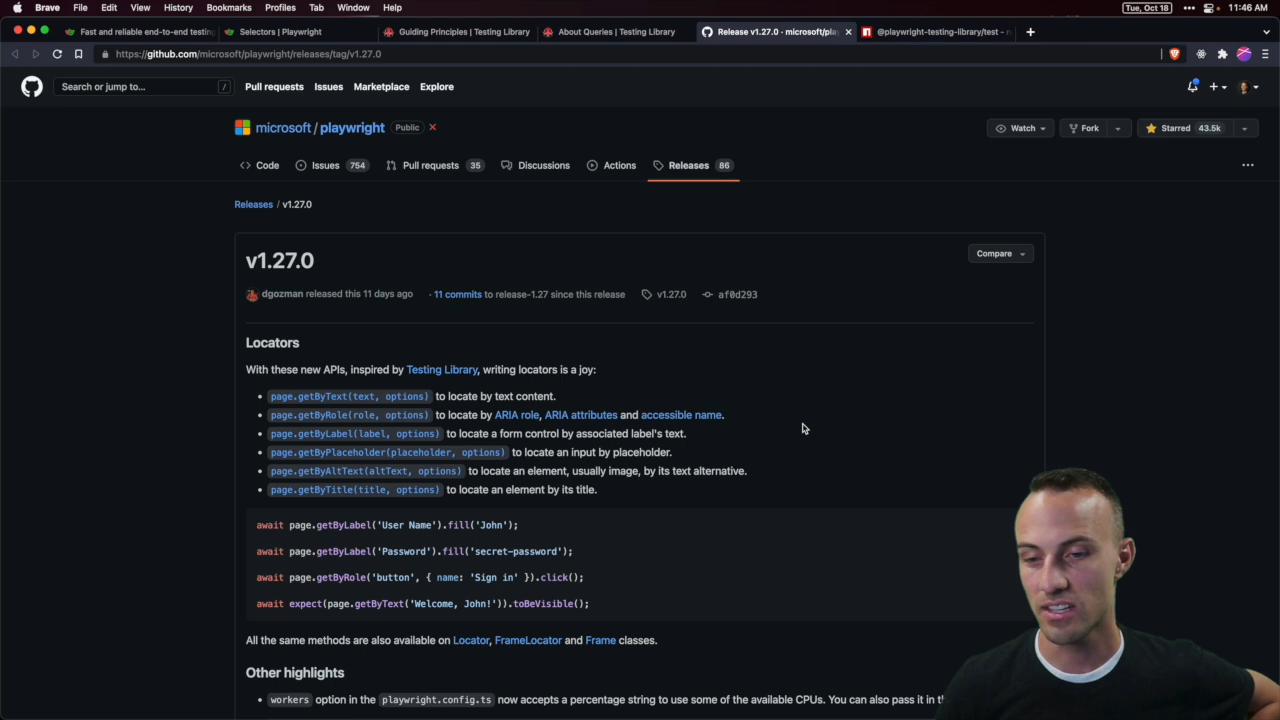 Brave File Edit View History Bookmarks Profiles Tab Window Help Tue, Oct 18 11:46 AM
Fast and reliable end-to-end testing Selectors | Playwright Guiding Principles | Testing Library About Queries | Testing Library Release v1.27.0 · microsoft/play @playwright-testing-library/test - n
https://github.com/microsoft/playwright/releases/tag/v1.27.0
Search or jump to... / Pull requests Issues Marketplace Explore
microsoft / playwright Public Watch Fork Starred 43.5k
Code Issues 754 Pull requests 35 Discussions Actions Releases 86
Releases / v1.27.0
v1.27.0 Compare
dgozman released this 11 days ago · 11 commits to release-1.27 since this release v1.27.0 af0d293
Locators
With these new APIs, inspired by Testing Library, writing locators is a joy:
page.getByText(text, options) to locate by text content.
page.getByRole(role, options) to locate by ARIA role, ARIA attributes and accessible name.
page.getByLabel(label, options) to locate a form control by associated label's text.
page.getByPlaceholder(placeholder, options) to locate an input by placeholder.
page.getByAltText(altText, options) to locate an element, usually image, by its text alternative.
page.getByTitle(title, options) to locate an element by its title.
await page.getByLabel('User Name').fill('John');
await page.getByLabel('Password').fill('secret-password');
await page.getByRole('button', { name: 'Sign in' }).click();
await expect(page.getByText('Welcome, John!')).toBeVisible();
All the same methods are also available on Locator, FrameLocator and Frame classes.
Other highlights
workers option in the playwright.config.ts now accepts a percentage string to use some of the available CPUs. You can also pass it in th